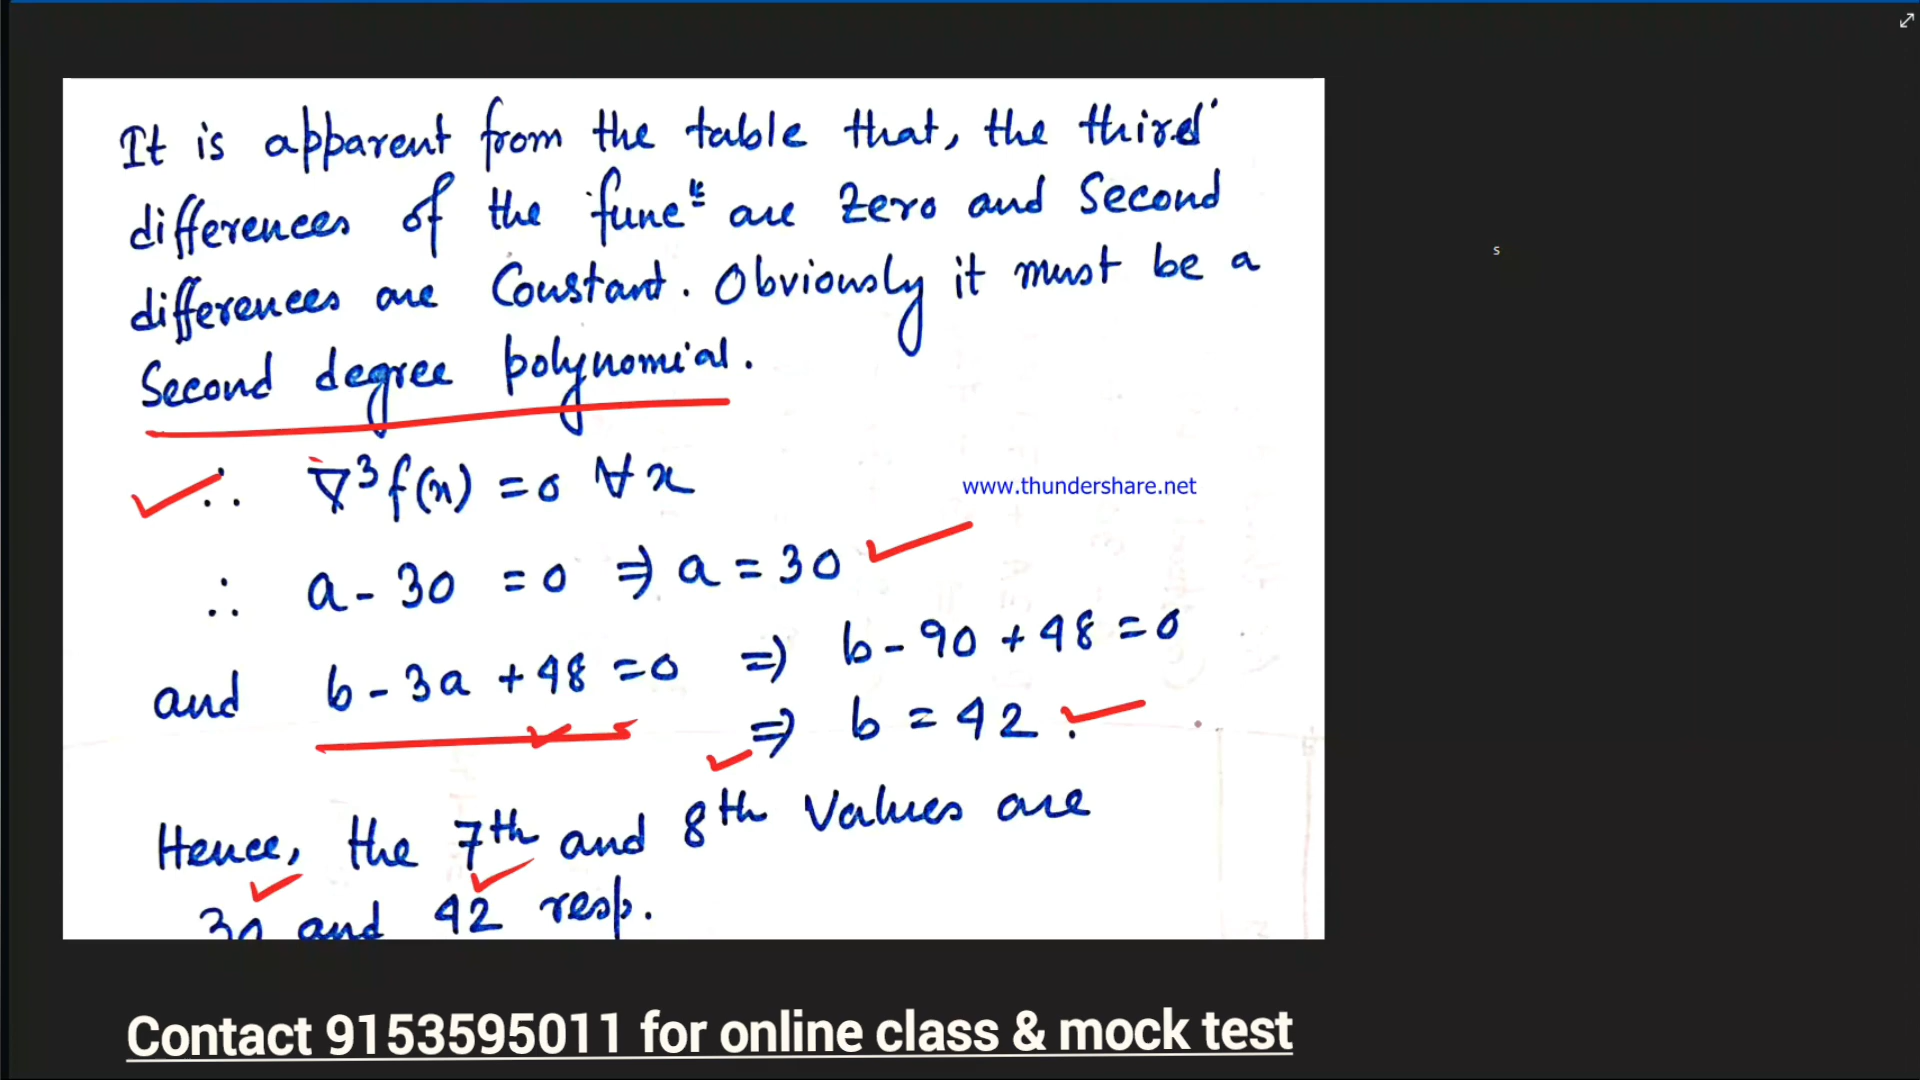 It is apparent from the table that, the third
differences of the funcⁿ are Zero and Second
differences are Constant. Obviously it must be a
Second degree polynomial.
∴ ∇³f(x) = 0 ∀ x
www.thundershare.net
∴ a - 30 = 0 ⇒ a = 30
and b - 3a + 48 = 0 ⇒ b - 90 + 48 = 0
⇒ b = 42.
Hence, the 7th and 8th Values are
30 and 42 resp.
s
Contact 9153595011 for online class & mock test